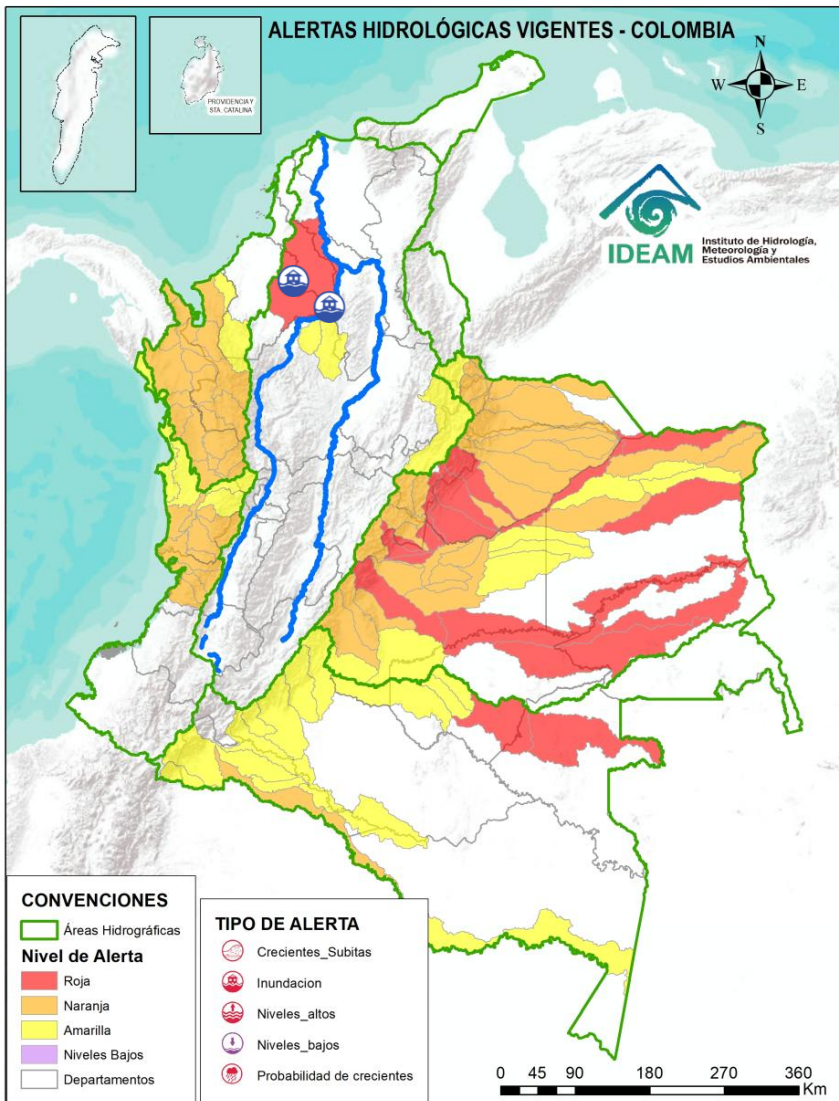 ALERTAS HIDROLÓGICAS VIGENTES - COLOMBIA
PROVIDENCIA Y
STA. CATALINA
N
W E
S
IDEAM
Instituto de Hidrología,
Meteorología y
Estudios Ambientales
CONVENCIONES
Áreas Hidrográficas
Nivel de Alerta
Roja
Naranja
Amarilla
Niveles Bajos
Departamentos
TIPO DE ALERTA
Crecientes_Subitas
Inundacion
Niveles_altos
Niveles_bajos
Probabilidad de crecientes
0 45 90 180 270 360
Km